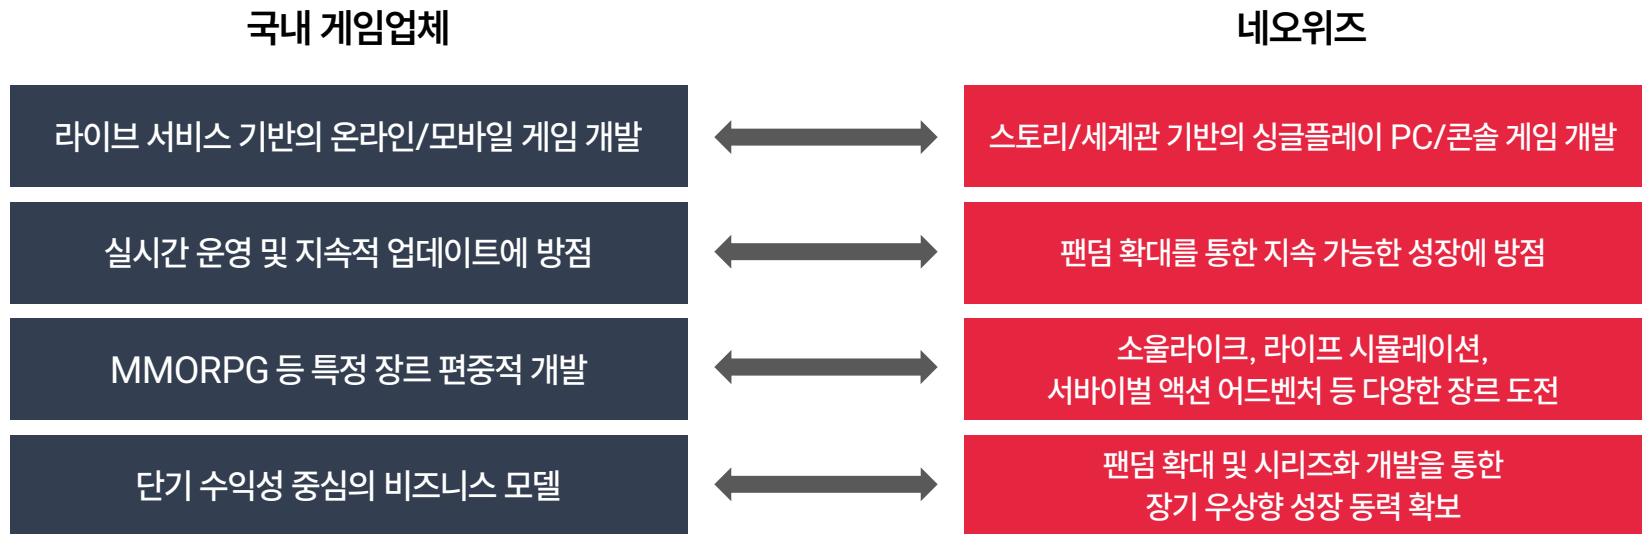 국내 게임업체
네오위즈
라이브 서비스 기반의 온라인/모바일 게임 개발
스토리/세계관 기반의 싱글플레이 PC/콘솔 게임 개발
실시간 운영 및 지속적 업데이트에 방점
팬덤 확대를 통한 지속 가능한 성장에 방점
MMORPG 등 특정 장르 편중적 개발
소울라이크, 라이프 시뮬레이션,
서바이벌 액션 어드벤처 등 다양한 장르 도전
단기 수익성 중심의 비즈니스 모델
팬덤 확대 및 시리즈화 개발을 통한
장기 우상향 성장 동력 확보